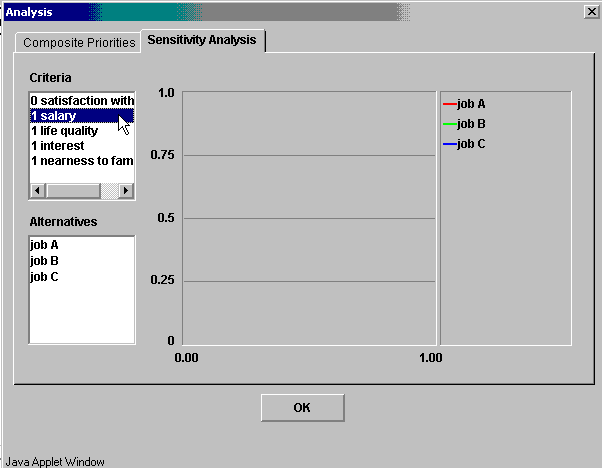 Analysis
Composite Priorities
Sensitivity Analysis
Criteria
0 satisfaction with
1 salary
1 life quality
1 interest
1 nearness to fam
Alternatives
job A
job B
job C
1.0
0.75
0.5
0.25
0
0.00
1.00
job A
job B
job C
OK
Java Applet Window